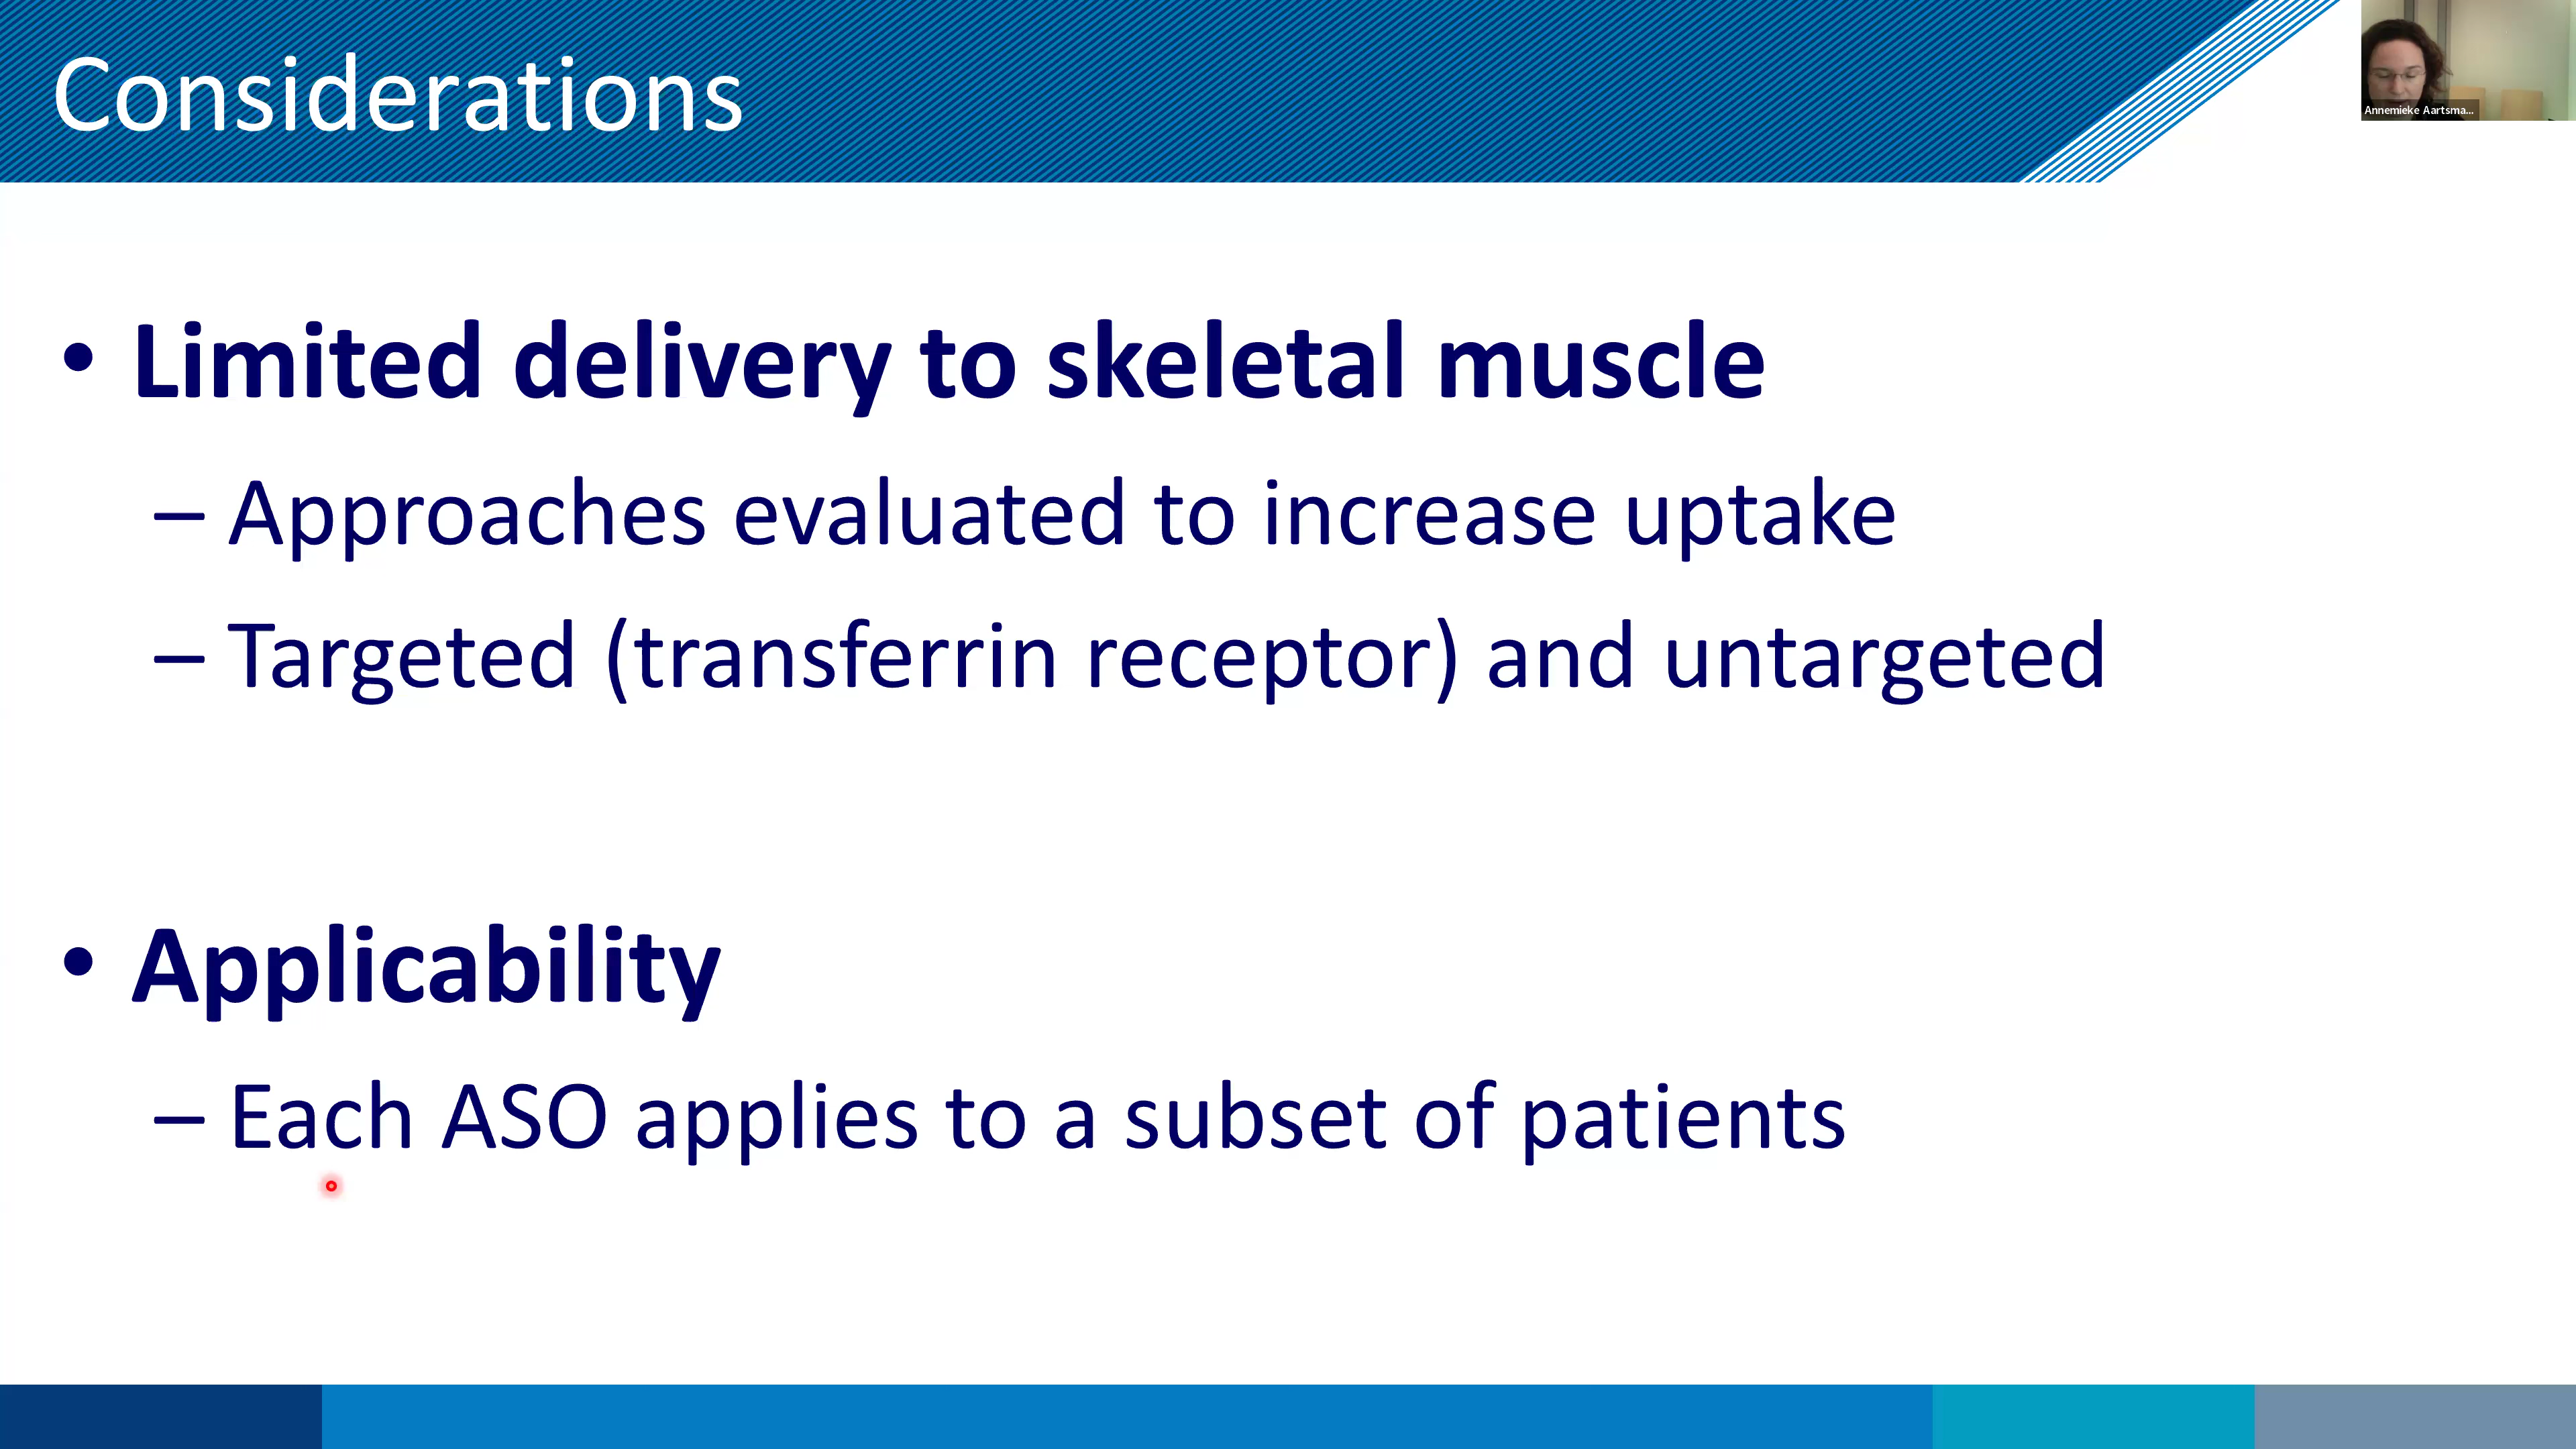 Considerations
Annemieke Aartsma...
• Limited delivery to skeletal muscle
– Approaches evaluated to increase uptake
– Targeted (transferrin receptor) and untargeted
• Applicability
– Each ASO applies to a subset of patients